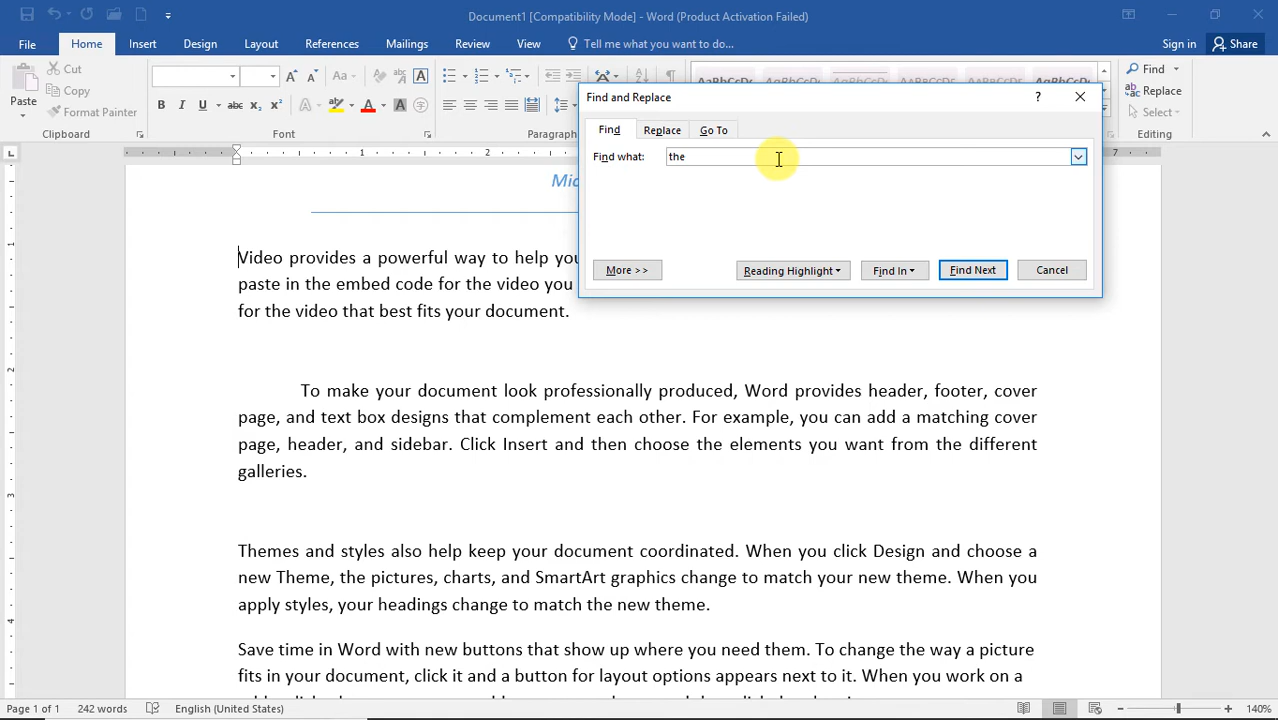 Document1 [Compatibility Mode] - Word (Product Activation Failed)
File Home Insert Design Layout References Mailings Review View Tell me what you want to do... Sign in Share
Paste
Cut
Copy
Format Painter
Clipboard
Font
Paragraph
Find
Replace
Select
Editing
Find and Replace
Find Replace Go To
Find what: the
More >> Reading Highlight Find In Find Next Cancel
1 2 7
Video provides a powerful way to help you
paste in the embed code for the video you
for the video that best fits your document.
To make your document look professionally produced, Word provides header, footer, cover
page, and text box designs that complement each other. For example, you can add a matching cover
page, header, and sidebar. Click Insert and then choose the elements you want from the different
galleries.
Themes and styles also help keep your document coordinated. When you click Design and choose a
new Theme, the pictures, charts, and SmartArt graphics change to match your new theme. When you
apply styles, your headings change to match the new theme.
Save time in Word with new buttons that show up where you need them. To change the way a picture
fits in your document, click it and a button for layout options appears next to it. When you work on a
Page 1 of 1 242 words English (United States) 140%